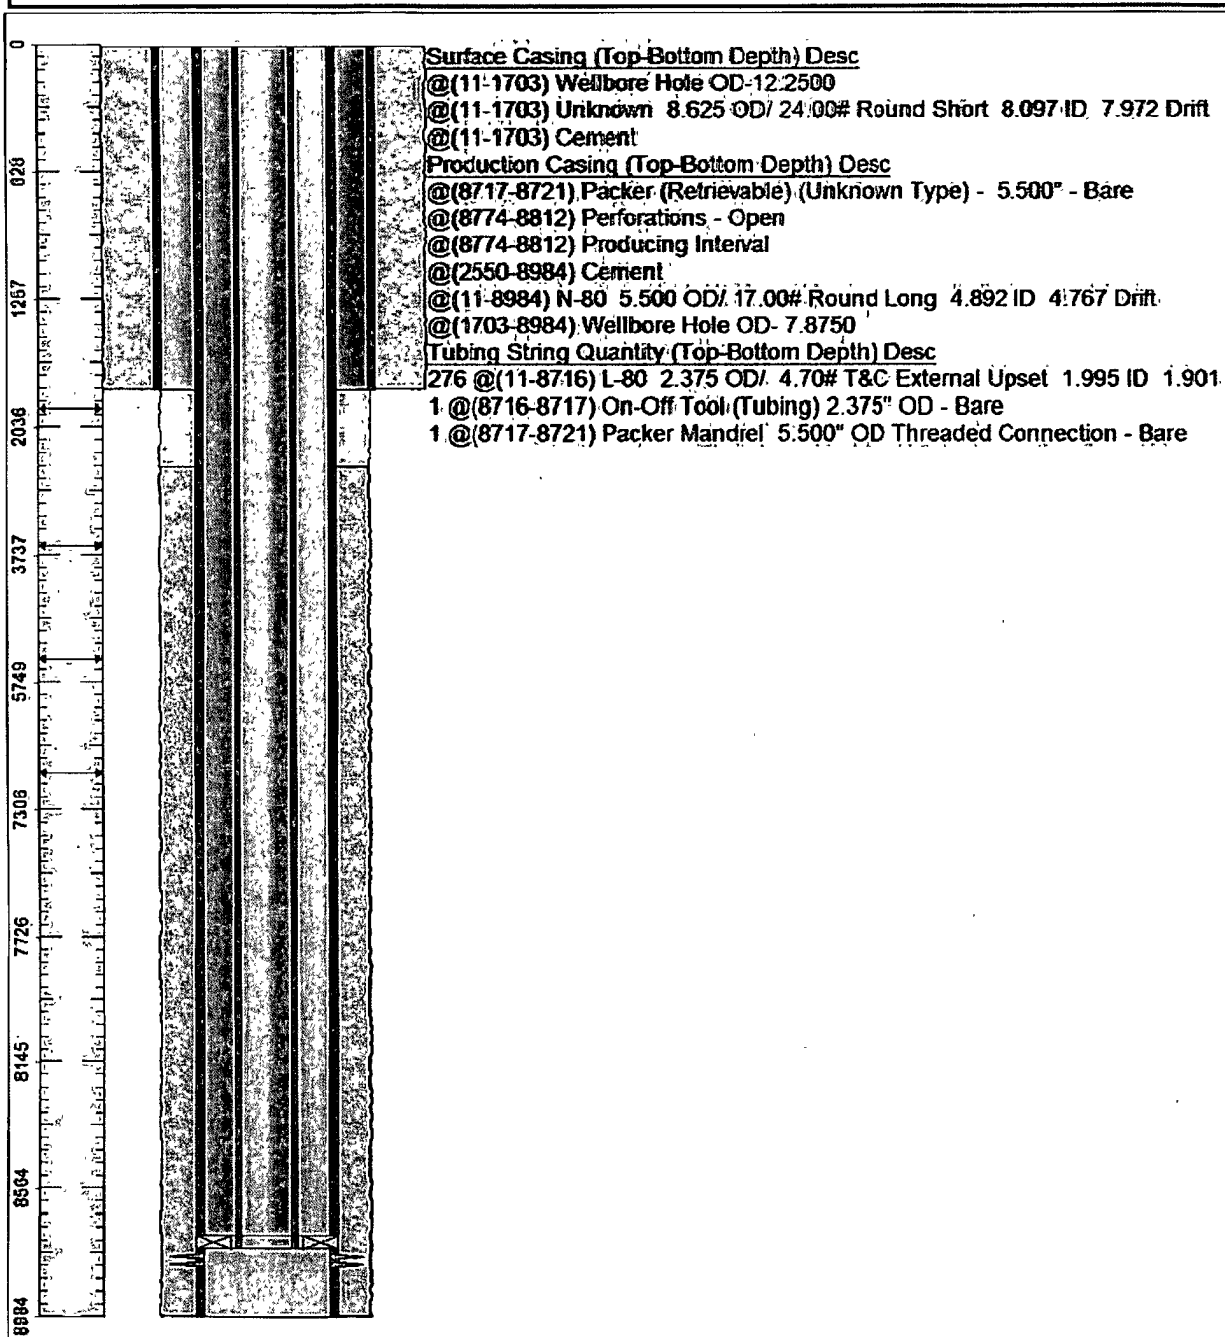 Surface Casing (Top-Bottom Depth) Desc
@(11-1703) Wellbore Hole OD-12.2500
@(11-1703) Unknown 8.625 OD/ 24.00# Round Short 8.097 ID 7.972 Drift
@(11-1703) Cement
Production Casing (Top-Bottom Depth) Desc
@(8717-8721) Packer (Retrievable) (Unknown Type) - 5.500" - Bare
@(8774-8812) Perforations - Open
@(8774-8812) Producing Interval
@(2550-8984) Cement
@(11-8984) N-80 5.500 OD/ 17.00# Round Long 4.892 ID 4.767 Drift
@(1703-8984) Wellbore Hole OD- 7.8750
Tubing String Quantity (Top-Bottom Depth) Desc
276 @(11-8716) L-80 2.375 OD/ 4.70# T&C External Upset 1.995 ID 1.901
1 @(8716-8717) On-Off Tool (Tubing) 2.375" OD - Bare
1 @(8717-8721) Packer Mandrel 5.500" OD Threaded Connection - Bare
0
628
1267
2036
3737
5749
7306
7726
8145
8564
8984